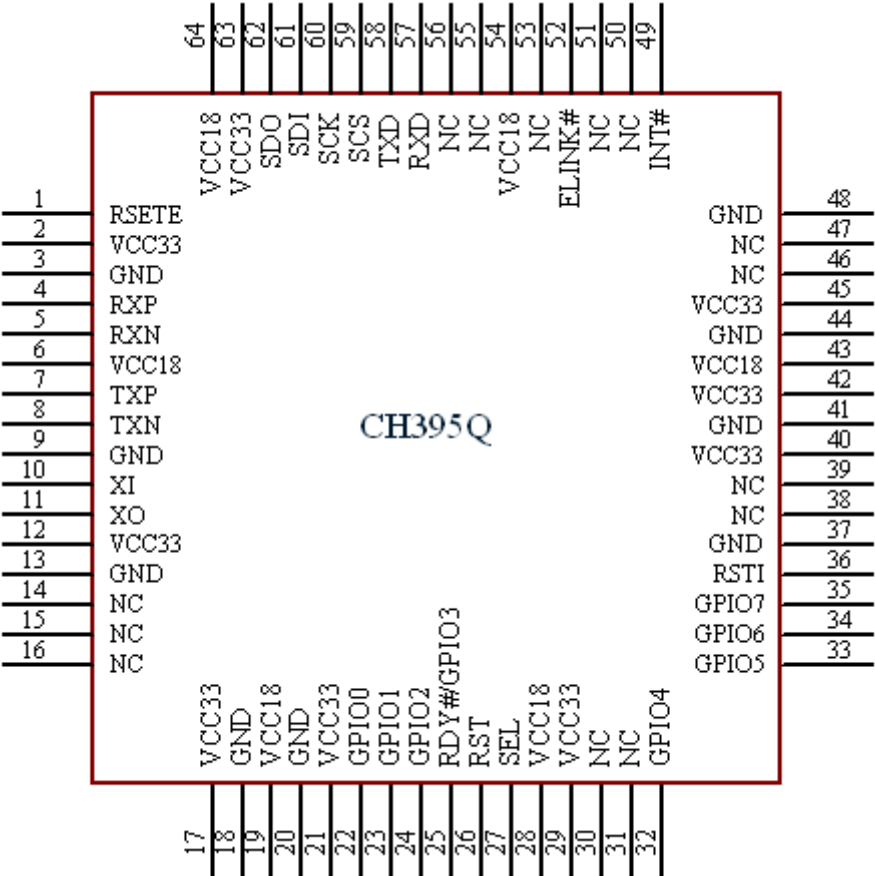 64 63 62 61 60 59 58 57 56 55 54 53 52 51 50 49
VCC18 VCC33 SDO SDI SCK SCS TXD RXD NC NC VCC18 NC ELINK# NC NC INT#
1 RSETE
2 VCC33
3 GND
4 RXP
5 RXN
6 VCC18
7 TXP
8 TXN
9 GND
10 XI
11 XO
12 VCC33
13 GND
14 NC
15 NC
16 NC
CH395Q
GND 48
NC 47
NC 46
VCC33 45
GND 44
VCC18 43
VCC33 42
GND 41
VCC33 40
NC 39
NC 38
GND 37
RSTI 36
GPIO7 35
GPIO6 34
GPIO5 33
VCC33 GND VCC18 GND VCC33 GPIO0 GPIO1 GPIO2 RDY#/GPIO3 RST SEL VCC18 VCC33 NC NC GPIO4
17 18 19 20 21 22 23 24 25 26 27 28 29 30 31 32